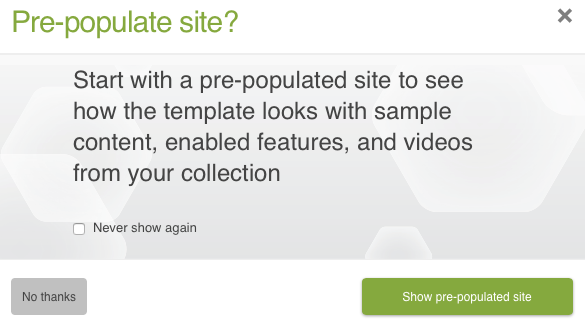 Pre-populate site?
Start with a pre-populated site to see
how the template looks with sample
content, enabled features, and videos
from your collection
Never show again
No thanks
Show pre-populated site